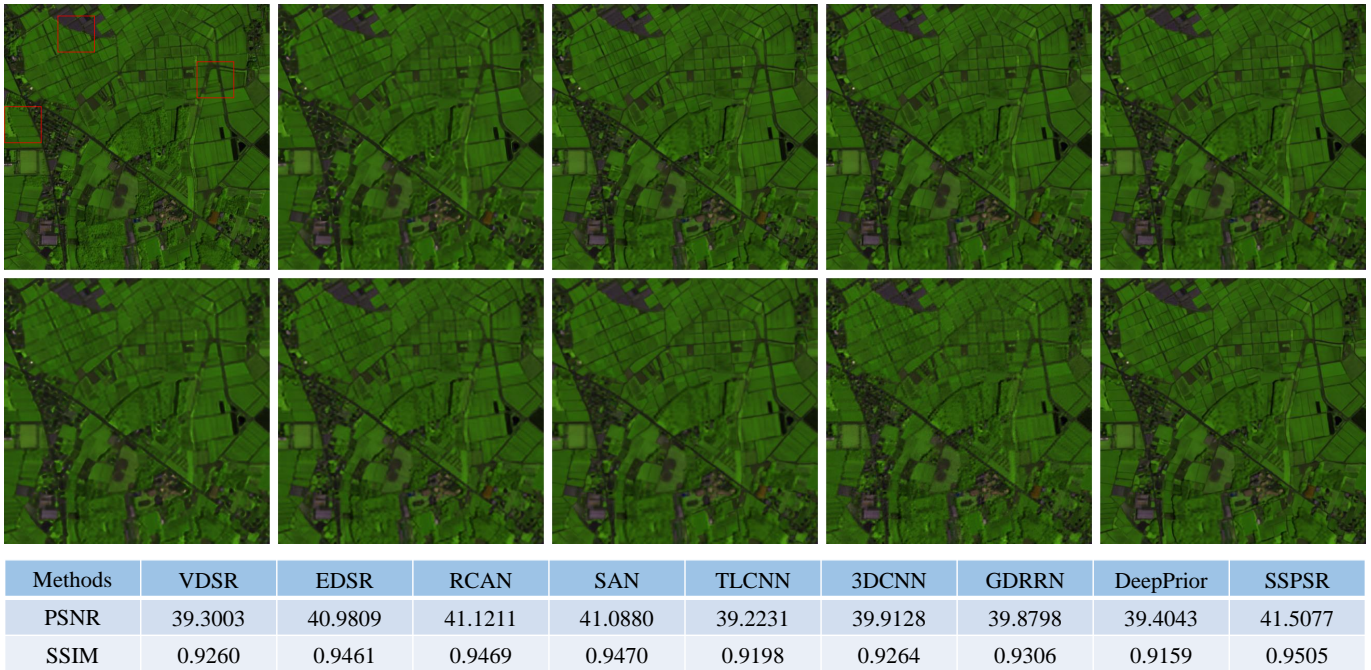 Methods VDSR EDSR RCAN SAN TLCNN 3DCNN GDRRN DeepPrior SSPSR
PSNR 39.3003 40.9809 41.1211 41.0880 39.2231 39.9128 39.8798 39.4043 41.5077
SSIM 0.9260 0.9461 0.9469 0.9470 0.9198 0.9264 0.9306 0.9159 0.9505